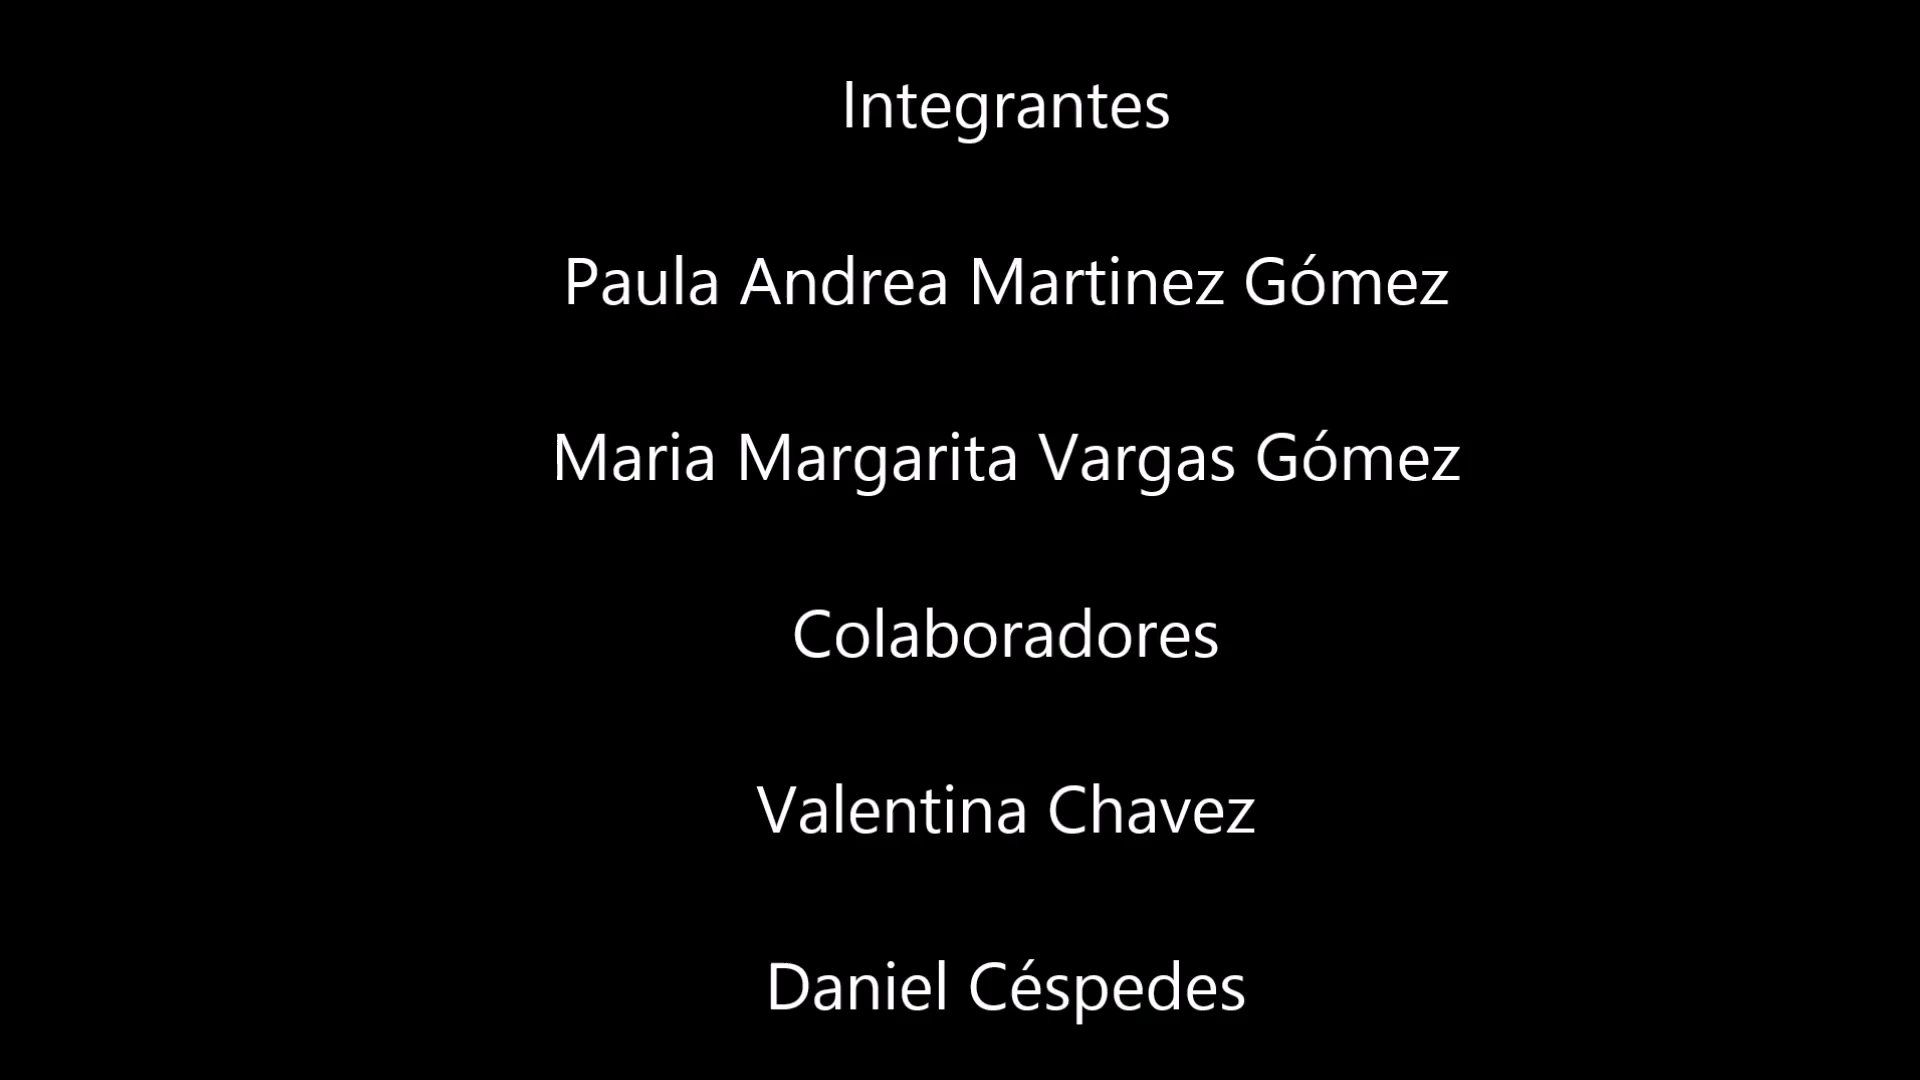 Integrantes
Paula Andrea Martinez Gómez
Maria Margarita Vargas Gómez
Colaboradores
Valentina Chavez
Daniel Céspedes